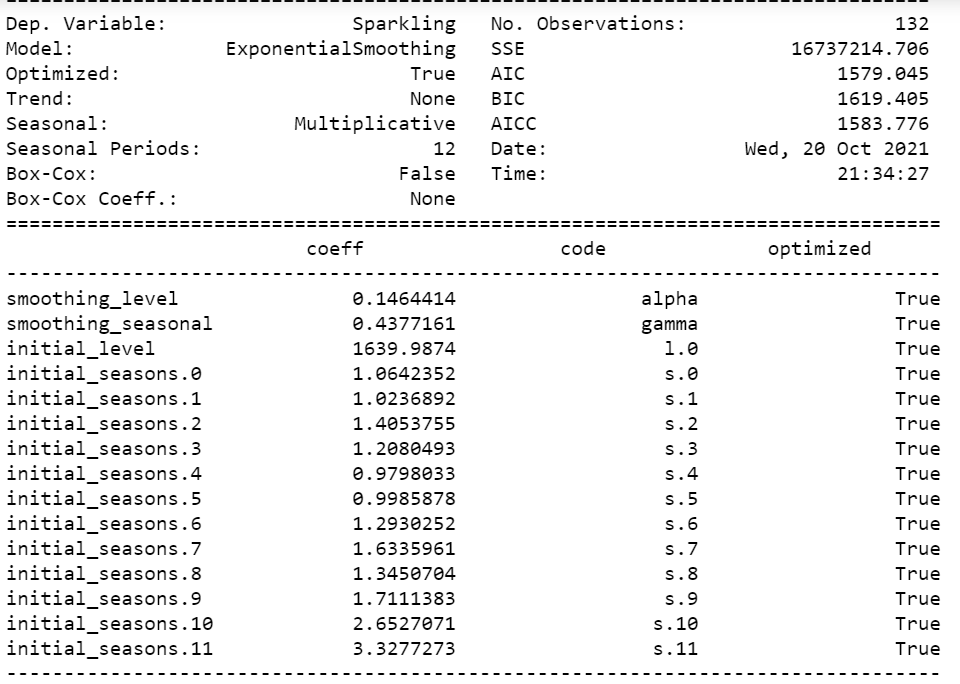 Dep. Variable: Sparkling No. Observations: 132
Model: ExponentialSmoothing SSE 16737214.706
Optimized: True AIC 1579.045
Trend: None BIC 1619.405
Seasonal: Multiplicative AICC 1583.776
Seasonal Periods: 12 Date: Wed, 20 Oct 2021
Box-Cox: False Time: 21:34:27
Box-Cox Coeff.: None
==============================================================================
coeff code optimized
------------------------------------------------------------------------------
smoothing_level 0.1464414 alpha True
smoothing_seasonal 0.4377161 gamma True
initial_level 1639.9874 l.0 True
initial_seasons.0 1.0642352 s.0 True
initial_seasons.1 1.0236892 s.1 True
initial_seasons.2 1.4053755 s.2 True
initial_seasons.3 1.2080493 s.3 True
initial_seasons.4 0.9798033 s.4 True
initial_seasons.5 0.9985878 s.5 True
initial_seasons.6 1.2930252 s.6 True
initial_seasons.7 1.6335961 s.7 True
initial_seasons.8 1.3450704 s.8 True
initial_seasons.9 1.7111383 s.9 True
initial_seasons.10 2.6527071 s.10 True
initial_seasons.11 3.3277273 s.11 True
------------------------------------------------------------------------------